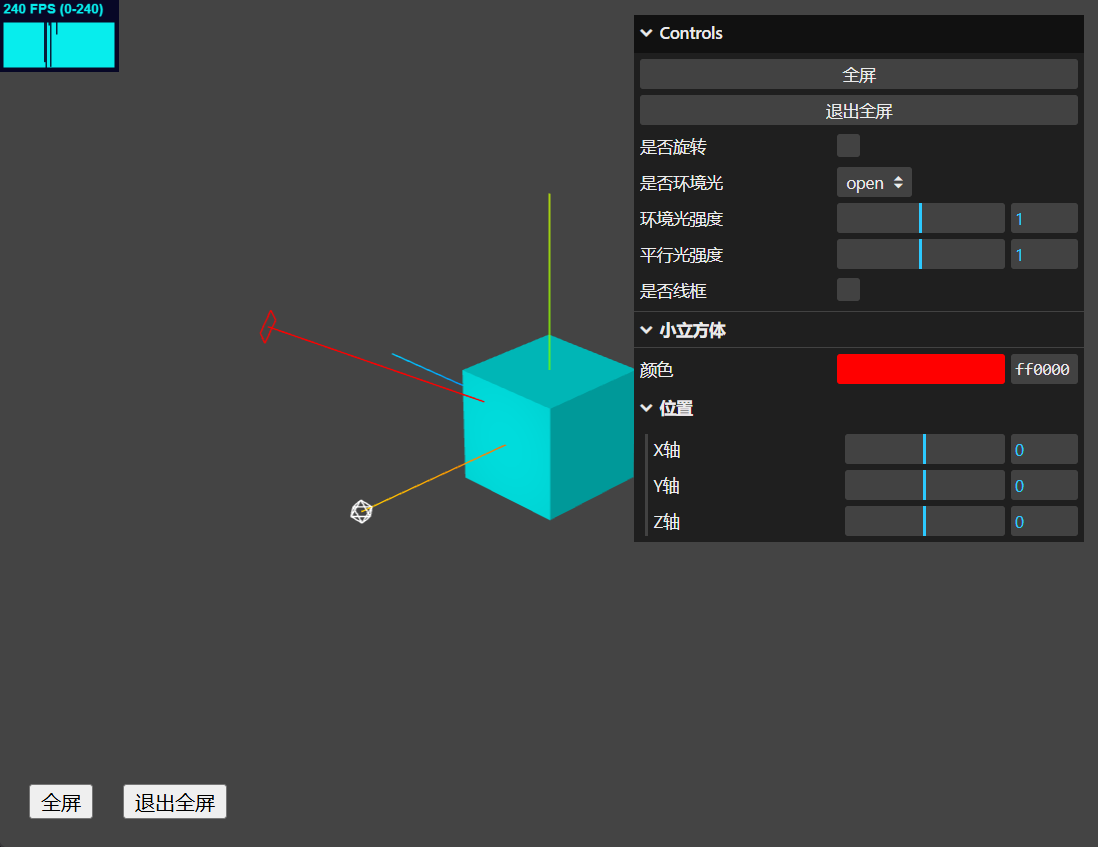 240 FPS (0-240)
Controls
全屏
退出全屏
是否旋转
是否环境光 open
环境光强度 1
平行光强度 1
是否线框
小立方体
颜色 ff0000
位置
X轴 0
Y轴 0
Z轴 0
全屏 退出全屏